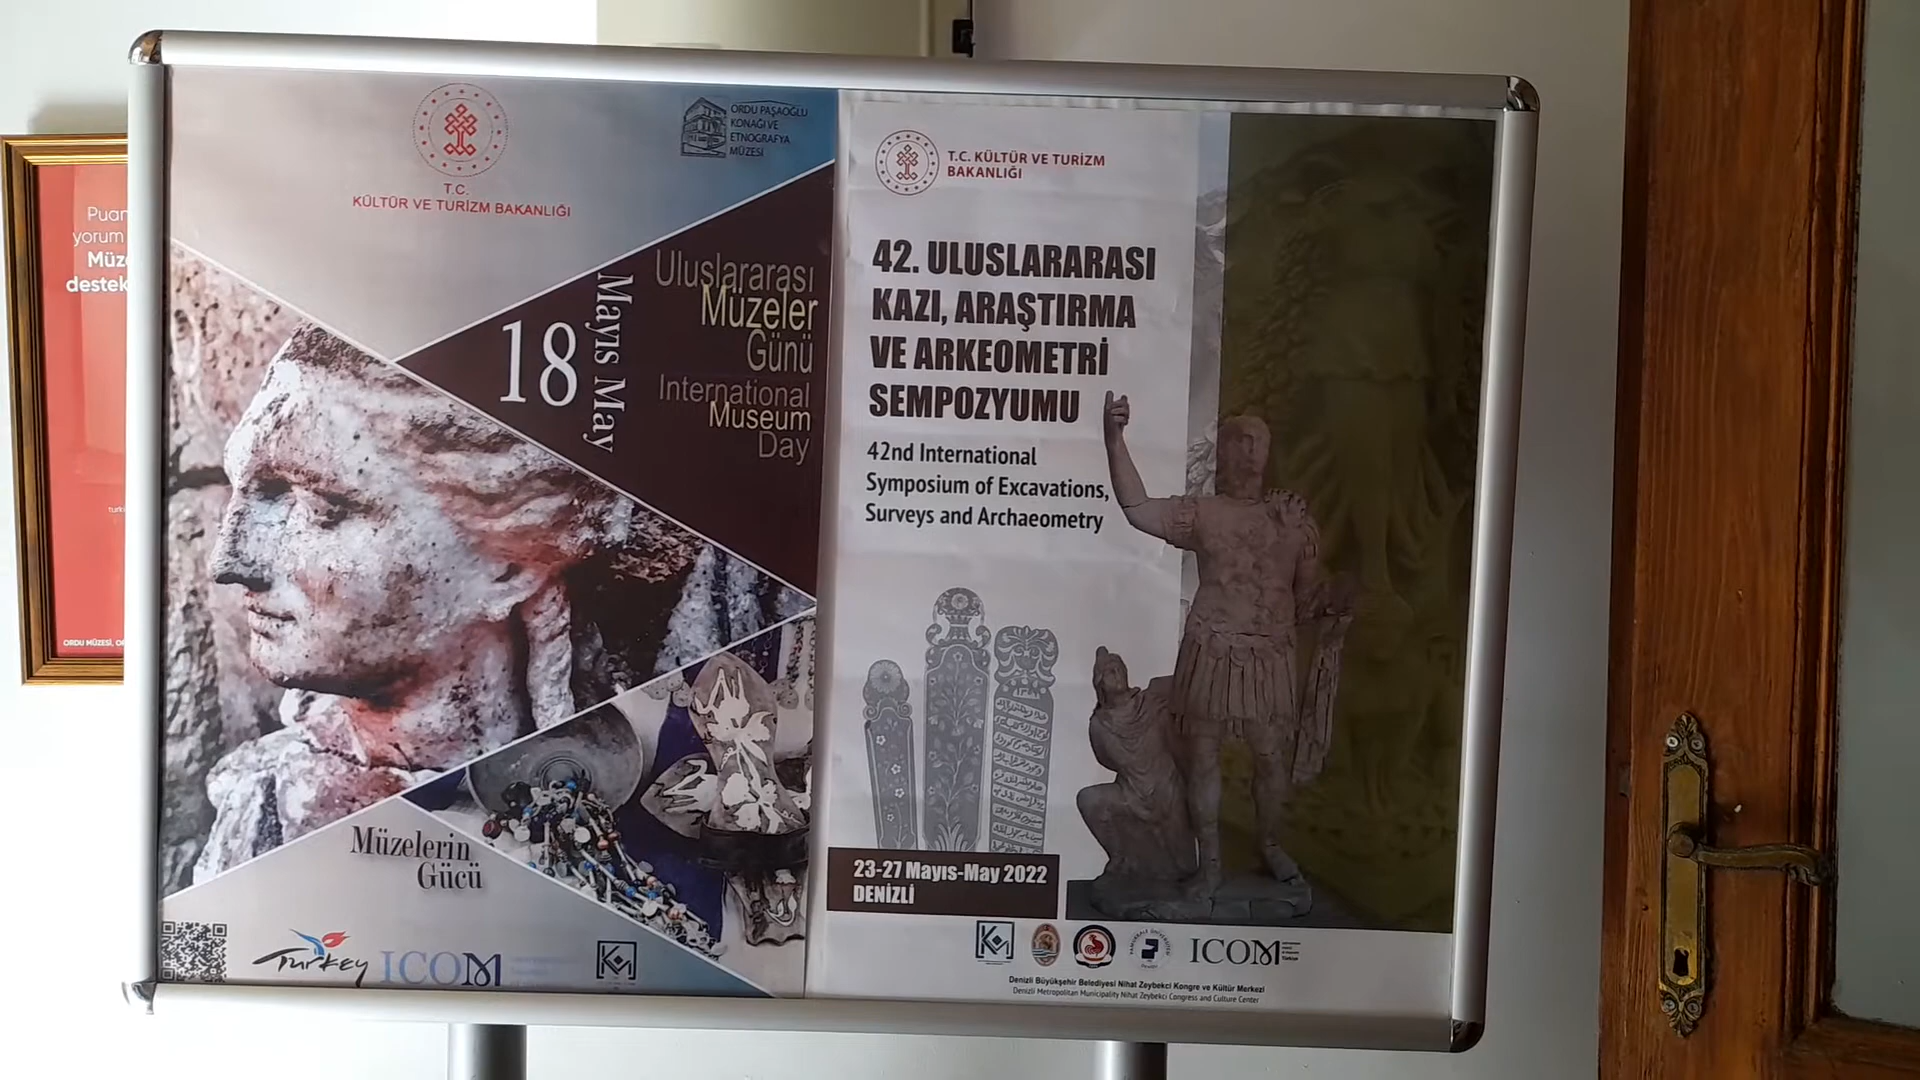 Puan
yorum
Müze
destek
ORDU MÜZESİ, OR
T.C.
KÜLTÜR VE TURİZM BAKANLIĞI
ORDU PAŞAOĞLU
KONAĞI VE
ETNOGRAFYA
MÜZESİ
18
Mayıs May
Uluslararası
Müzeler
Günü
International
Museum
Day
Müzelerin
Gücü
Turkey
ICOM
T.C. KÜLTÜR VE TURİZM
BAKANLIĞI
42. ULUSLARARASI
KAZI, ARAŞTIRMA
VE ARKEOMETRİ
SEMPOZYUMU
42nd International
Symposium of Excavations,
Surveys and Archaeometry
23-27 Mayıs-May 2022
DENİZLİ
ICOM
Denizli Büyükşehir Belediyesi Nihat Zeybekci Kongre ve Kültür Merkezi
Denizli Metropolitan Municipality Nihat Zeybekci Congress and Culture Center